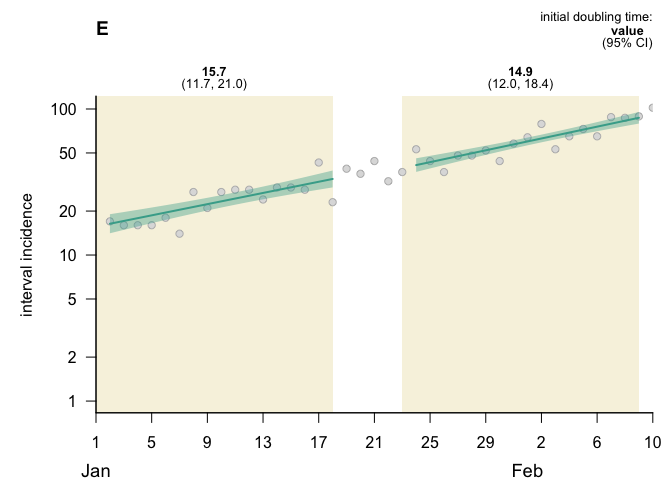 E
initial doubling time:
value
(95% CI)
15.7
(11.7, 21.0)
14.9
(12.0, 18.4)
interval incidence
100
50
20
10
5
2
1
1 5 9 13 17 21 25 29 2 6 10
Jan Feb